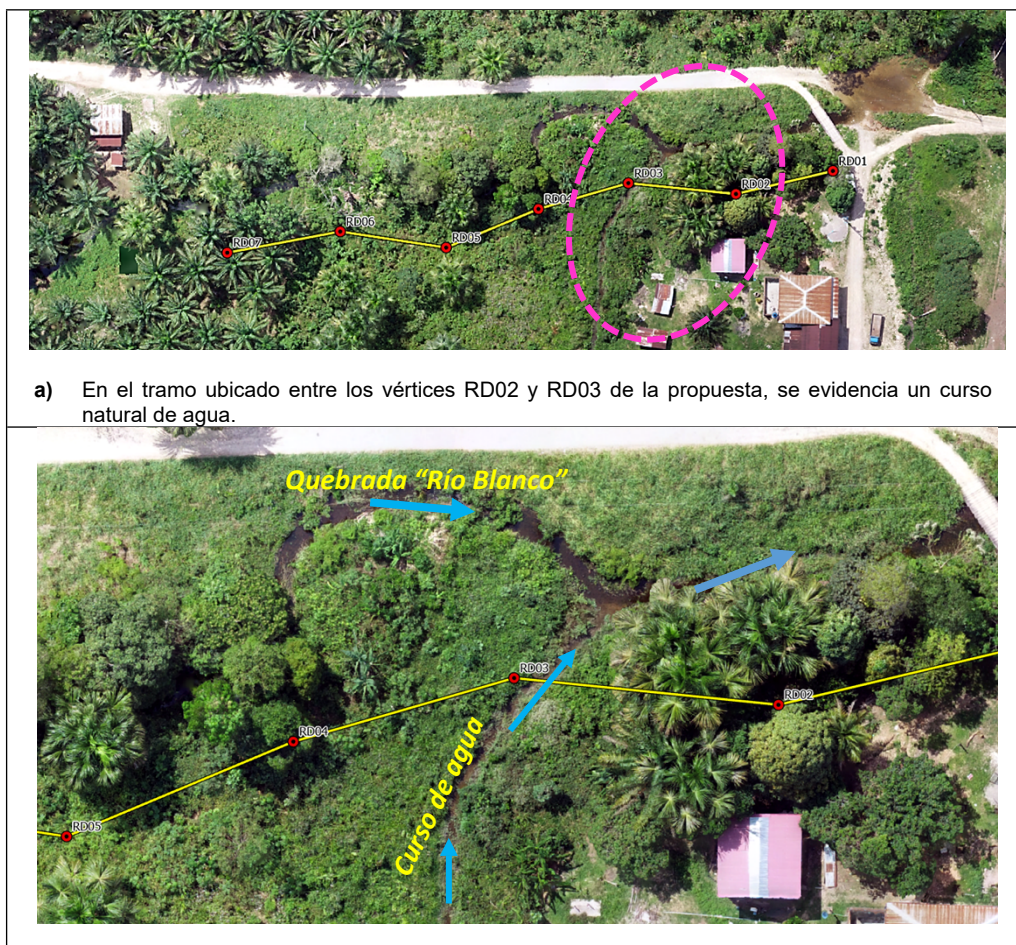 RD01
RD02
RD03
RD04
RD05
RD06
RD07
a) En el tramo ubicado entre los vértices RD02 y RD03 de la propuesta, se evidencia un curso
natural de agua.
Quebrada “Río Blanco”
RD03
RD02
RD04
Curso de agua
RD05